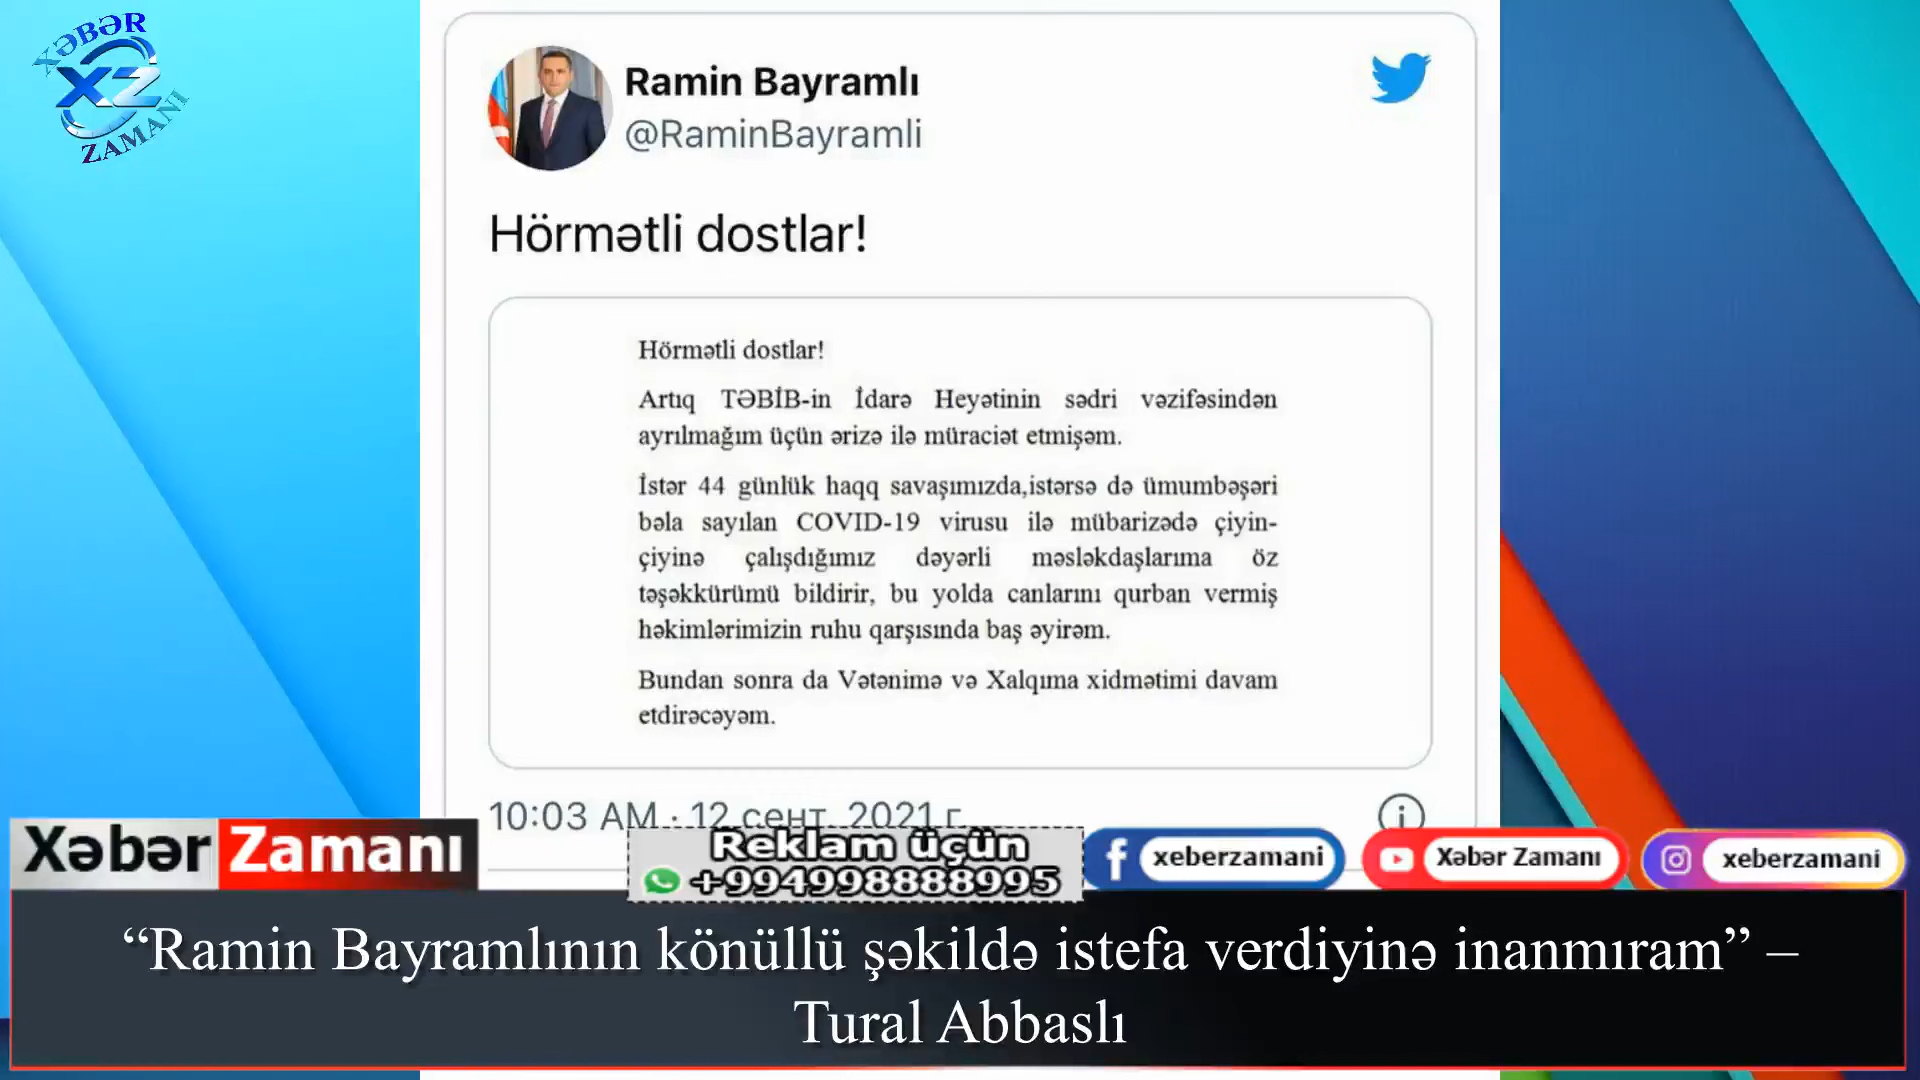 XƏBƏR
XZ
ZAMANI
Ramin Bayramlı
@RaminBayramli
Hörmətli dostlar!
Hörmətli dostlar!
Artıq TƏBİB-in İdarə Heyətinin sədri vəzifəsindən
ayrılmağım üçün ərizə ilə müraciət etmişəm.
İstər 44 günlük haqq savaşımızda,istərsə də ümumbəşəri
bəla sayılan COVID-19 virusu ilə mübarizədə çiyin-
çiyinə çalışdığımız dəyərli məsləkdaşlarıma öz
təşəkkürümü bildirir, bu yolda canlarını qurban vermiş
həkimlərimizin ruhu qarşısında baş əyirəm.
Bundan sonra da Vətənimə və Xalqıma xidmətimi davam
etdirəcəyəm.
10:03 AM · 12 сент. 2021 г.
Xəbər Zamanı
Reklam üçün
+994998888995
xeberzamani
Xəbər Zamanı
xeberzamani
“Ramin Bayramlının könüllü şəkildə istefa verdiyinə inanmıram” –
Tural Abbaslı